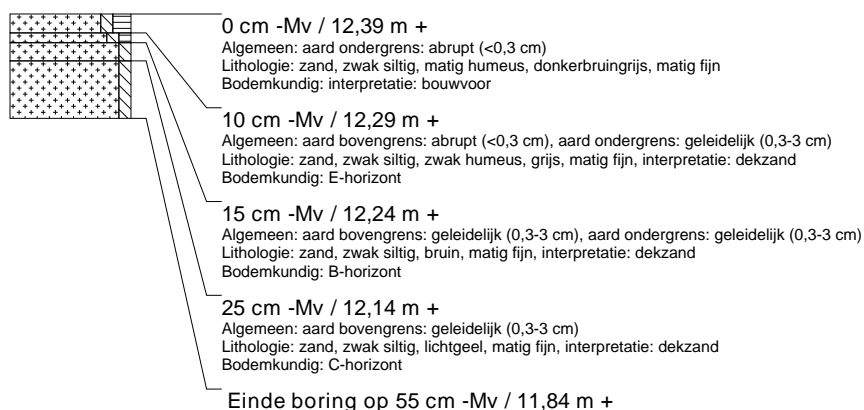 0 cm -Mv / 12,39 m +
Algemeen: aard ondergrens: abrupt (<0,3 cm)
Lithologie: zand, zwak siltig, matig humeus, donkerbruingrijs, matig fijn
Bodemkundig: interpretatie: bouwvoor
10 cm -Mv / 12,29 m +
Algemeen: aard bovengrens: abrupt (<0,3 cm), aard ondergrens: geleidelijk (0,3-3 cm)
Lithologie: zand, zwak siltig, zwak humeus, grijs, matig fijn, interpretatie: dekzand
Bodemkundig: E-horizont
15 cm -Mv / 12,24 m +
Algemeen: aard bovengrens: geleidelijk (0,3-3 cm), aard ondergrens: geleidelijk (0,3-3 cm)
Lithologie: zand, zwak siltig, bruin, matig fijn, interpretatie: dekzand
Bodemkundig: B-horizont
25 cm -Mv / 12,14 m +
Algemeen: aard bovengrens: geleidelijk (0,3-3 cm)
Lithologie: zand, zwak siltig, lichtgeel, matig fijn, interpretatie: dekzand
Bodemkundig: C-horizont
Einde boring op 55 cm -Mv / 11,84 m +